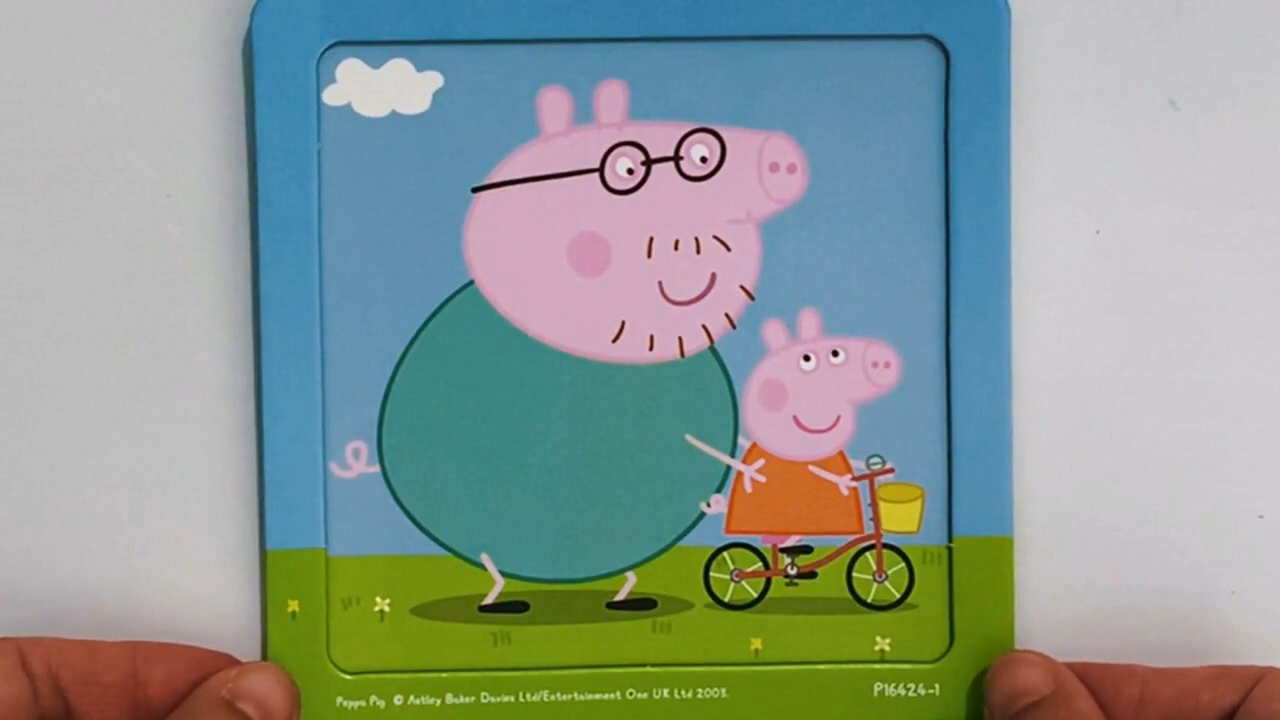 Peppa Pig © Astley Baker Davies Ltd/Entertainment One UK Ltd 2003.
P16424-1